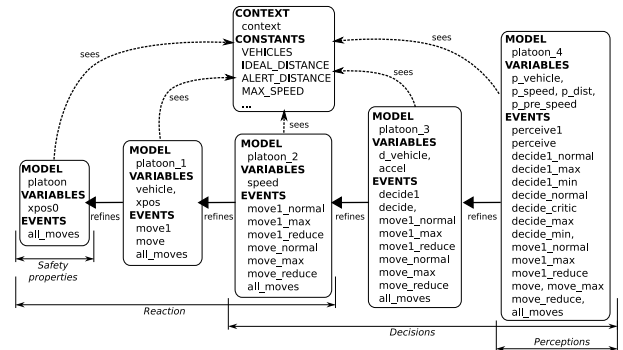 CONTEXT
context
CONSTANTS
VEHICLES
IDEAL_DISTANCE
ALERT_DISTANCE
MAX_SPEED
...
sees
sees
sees
sees
sees
MODEL
platoon
VARIABLES
xpos0
EVENTS
all_moves
refines
MODEL
platoon_1
VARIABLES
vehicle,
xpos
EVENTS
move1
move
all_moves
refines
MODEL
platoon_2
VARIABLES
speed
EVENTS
move1_normal
move1_max
move1_reduce
move_normal
move_max
move_reduce
all_moves
refines
MODEL
platoon_3
VARIABLES
d_vehicle,
accel
EVENTS
decide1
decide,
move1_normal
move1_max
move1_reduce
move_normal
move_max
move_reduce
all_moves
refines
MODEL
platoon_4
VARIABLES
p_vehicle,
p_speed, p_dist,
p_pre_speed
EVENTS
perceive1
perceive
decide1_normal
decide1_max
decide1_min
decide_normal
decide_critic
decide_max
decide_min,
move1_normal
move1_max
move1_reduce
move, move_max
move_reduce,
all_moves
Safety
properties
Reaction
Decisions
Perceptions